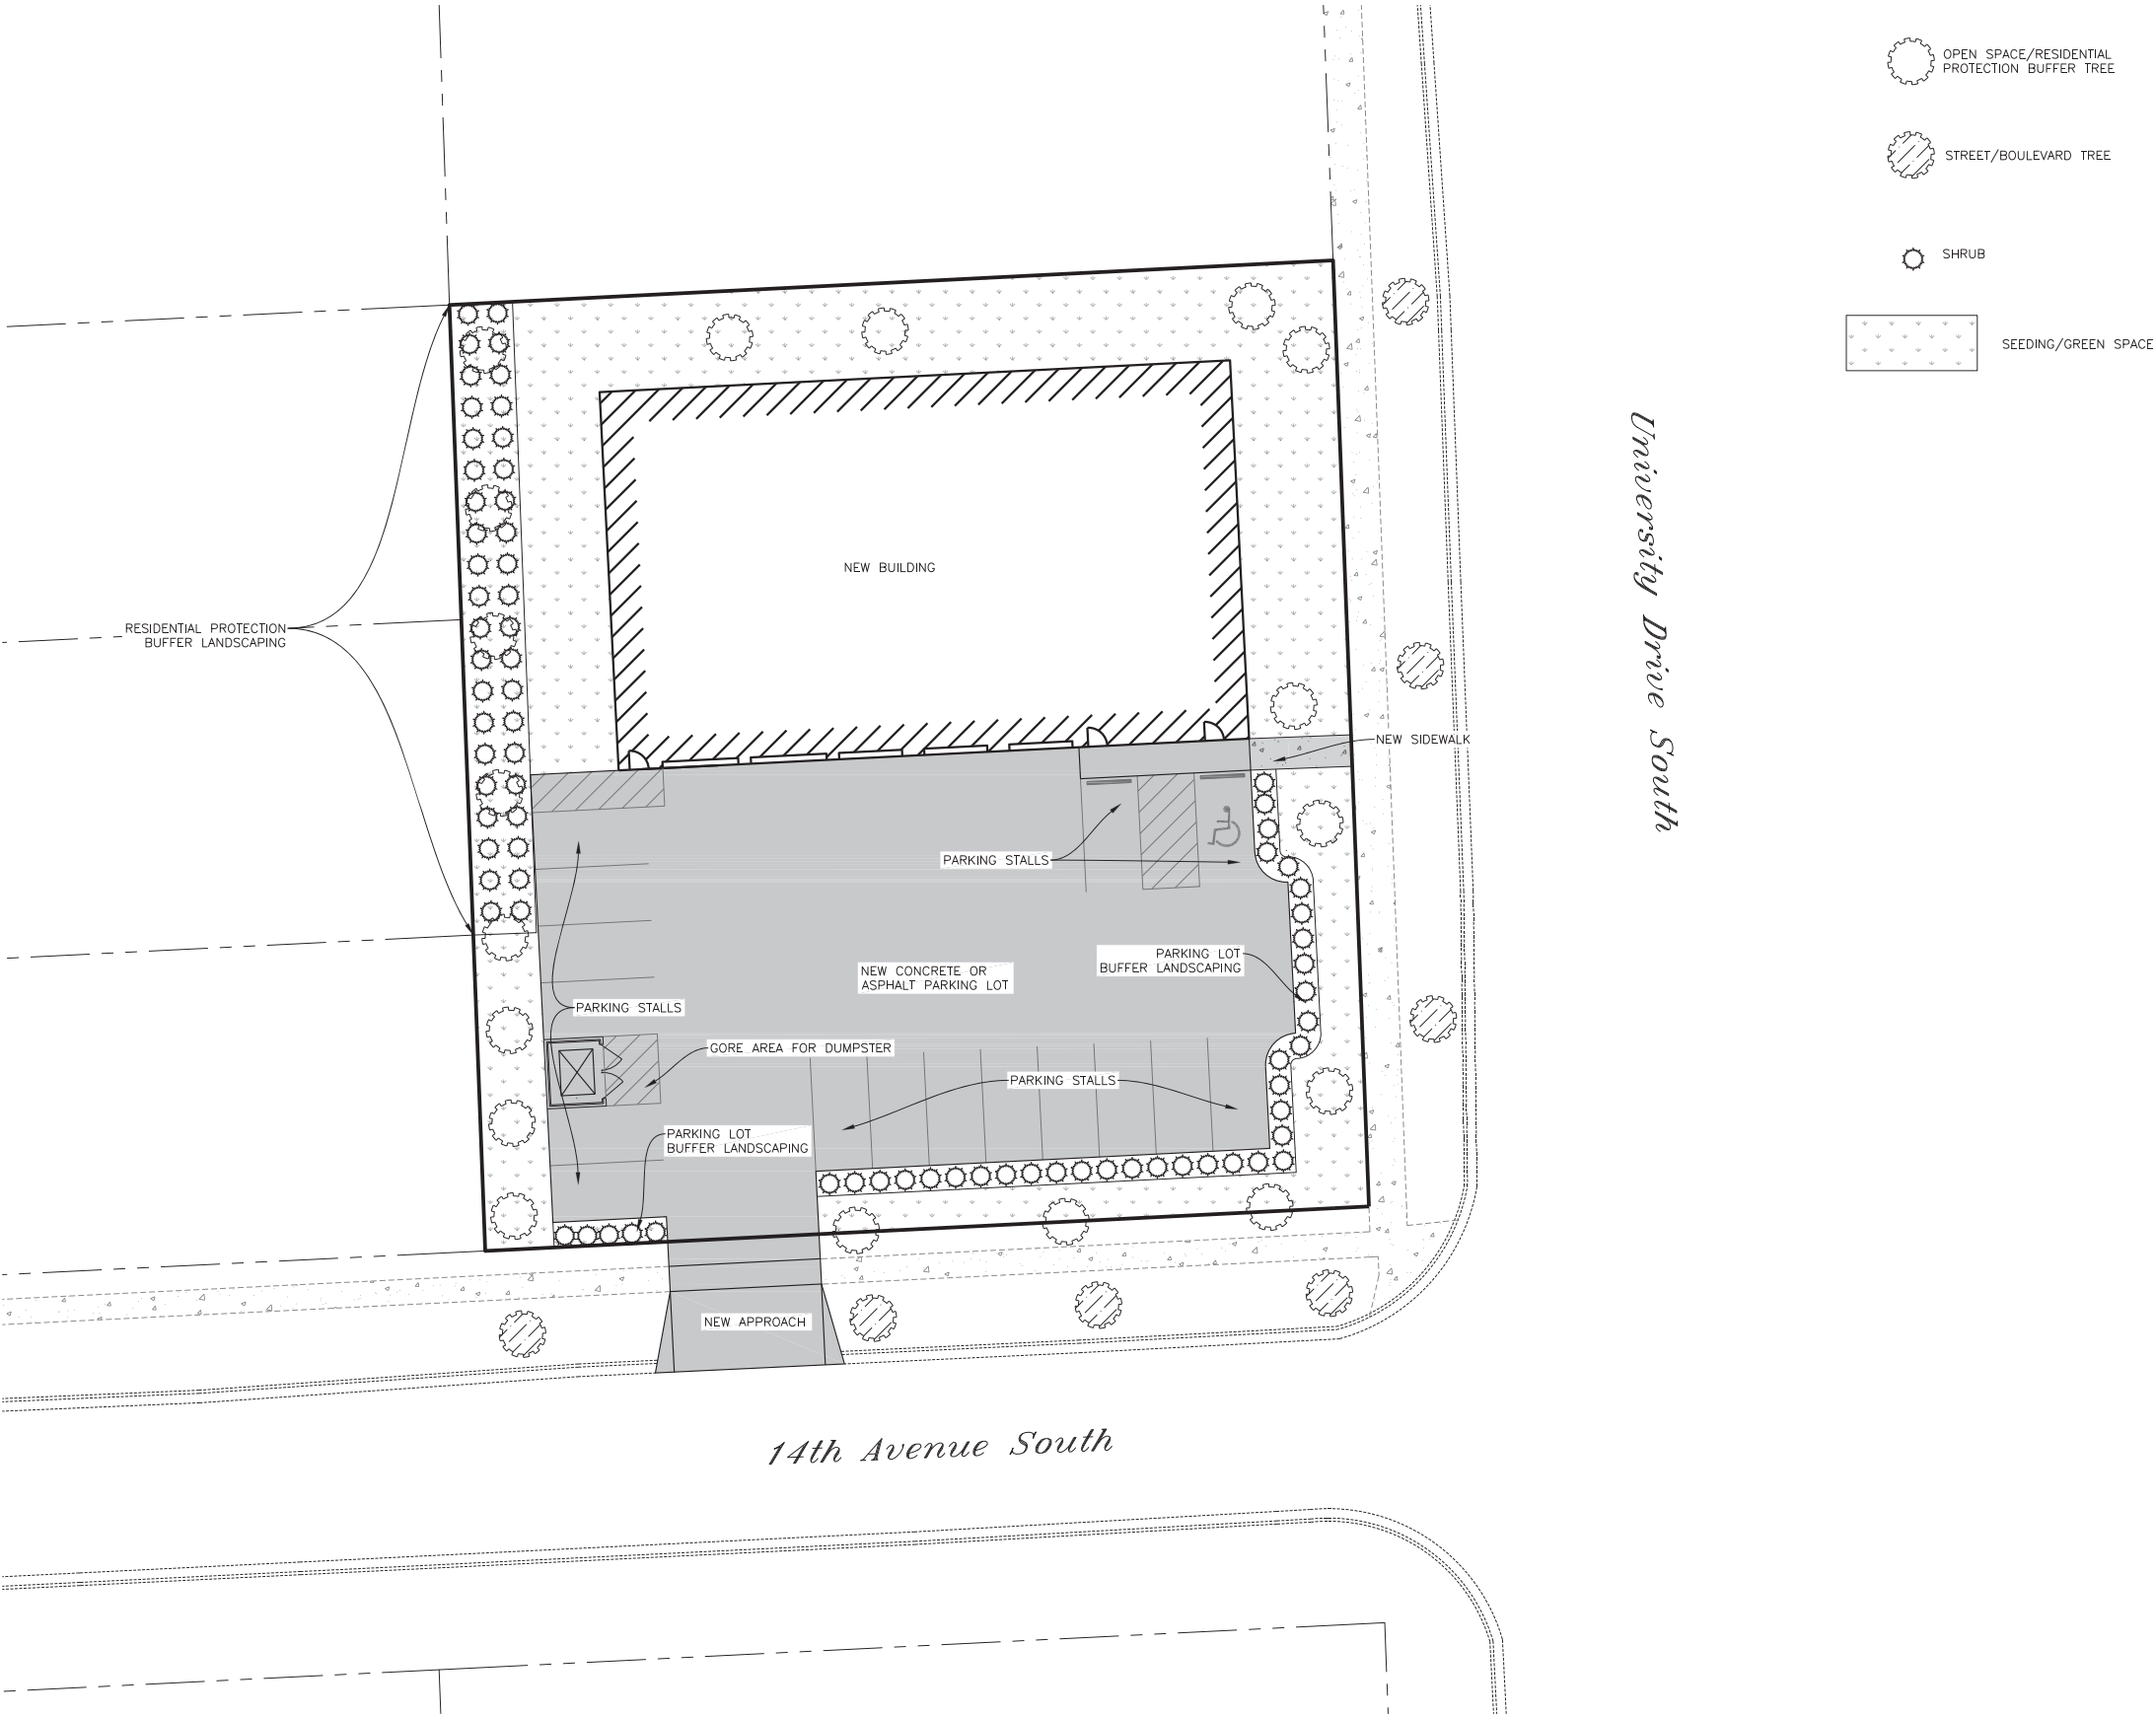 OPEN SPACE/RESIDENTIAL
PROTECTION BUFFER TREE
STREET/BOULEVARD TREE
SHRUB
SEEDING/GREEN SPACE
University Drive South
NEW BUILDING
RESIDENTIAL PROTECTION
BUFFER LANDSCAPING
NEW SIDEWALK
PARKING STALLS
PARKING LOT
BUFFER LANDSCAPING
NEW CONCRETE OR
ASPHALT PARKING LOT
PARKING STALLS
GORE AREA FOR DUMPSTER
PARKING STALLS
PARKING LOT
BUFFER LANDSCAPING
NEW APPROACH
14th Avenue South